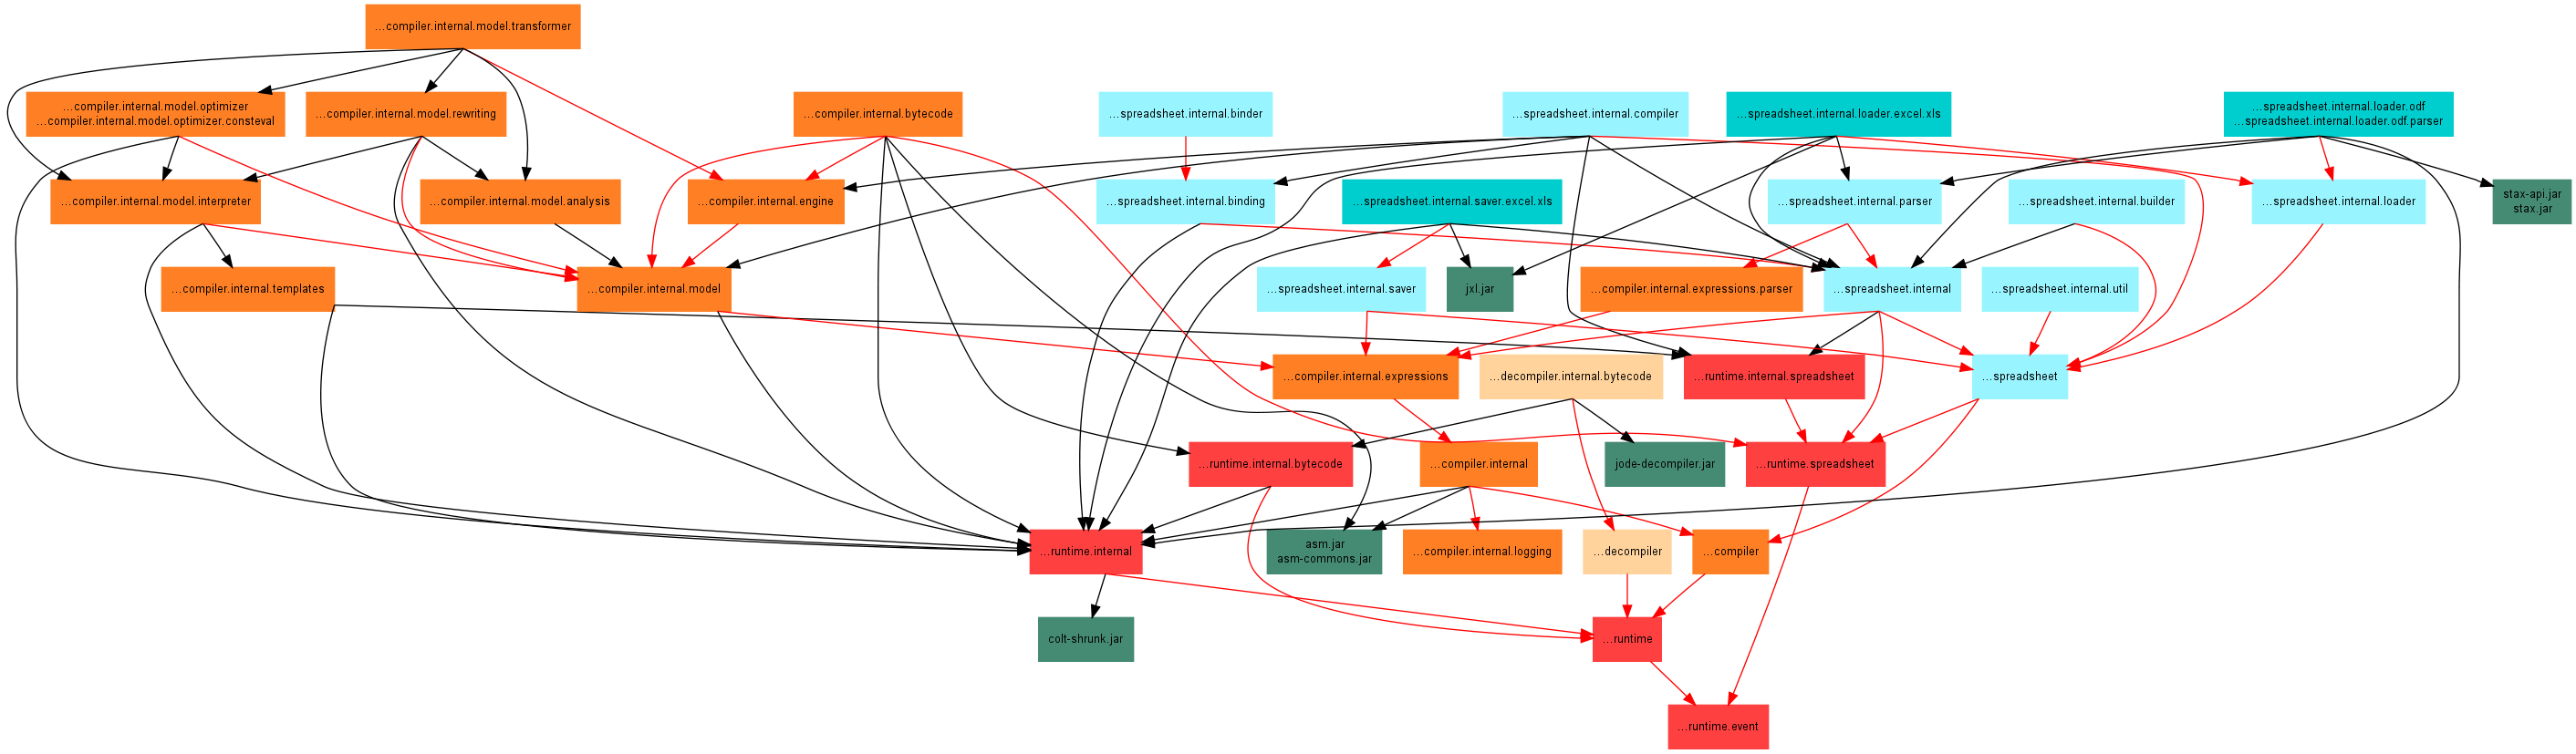 ...compiler.internal.model.transformer
...compiler.internal.model.optimizer
...compiler.internal.model.optimizer.consteval
...compiler.internal.model.rewriting
...compiler.internal.bytecode
...spreadsheet.internal.binder
...spreadsheet.internal.compiler
...spreadsheet.internal.loader.excel.xls
...spreadsheet.internal.loader.odf
...spreadsheet.internal.loader.odf.parser
...compiler.internal.model.interpreter
...compiler.internal.model.analysis
...compiler.internal.engine
...spreadsheet.internal.binding
...spreadsheet.internal.saver.excel.xls
...spreadsheet.internal.parser
...spreadsheet.internal.builder
...spreadsheet.internal.loader
stax-api.jar
stax.jar
...compiler.internal.templates
...compiler.internal.model
...spreadsheet.internal.saver
jxl.jar
...compiler.internal.expressions.parser
...spreadsheet.internal
...spreadsheet.internal.util
...compiler.internal.expressions
...decompiler.internal.bytecode
...runtime.internal.spreadsheet
...spreadsheet
...runtime.internal.bytecode
...compiler.internal
jode-decompiler.jar
...runtime.spreadsheet
...runtime.internal
asm.jar
asm-commons.jar
...compiler.internal.logging
...decompiler
...compiler
colt-shrunk.jar
...runtime
...runtime.event